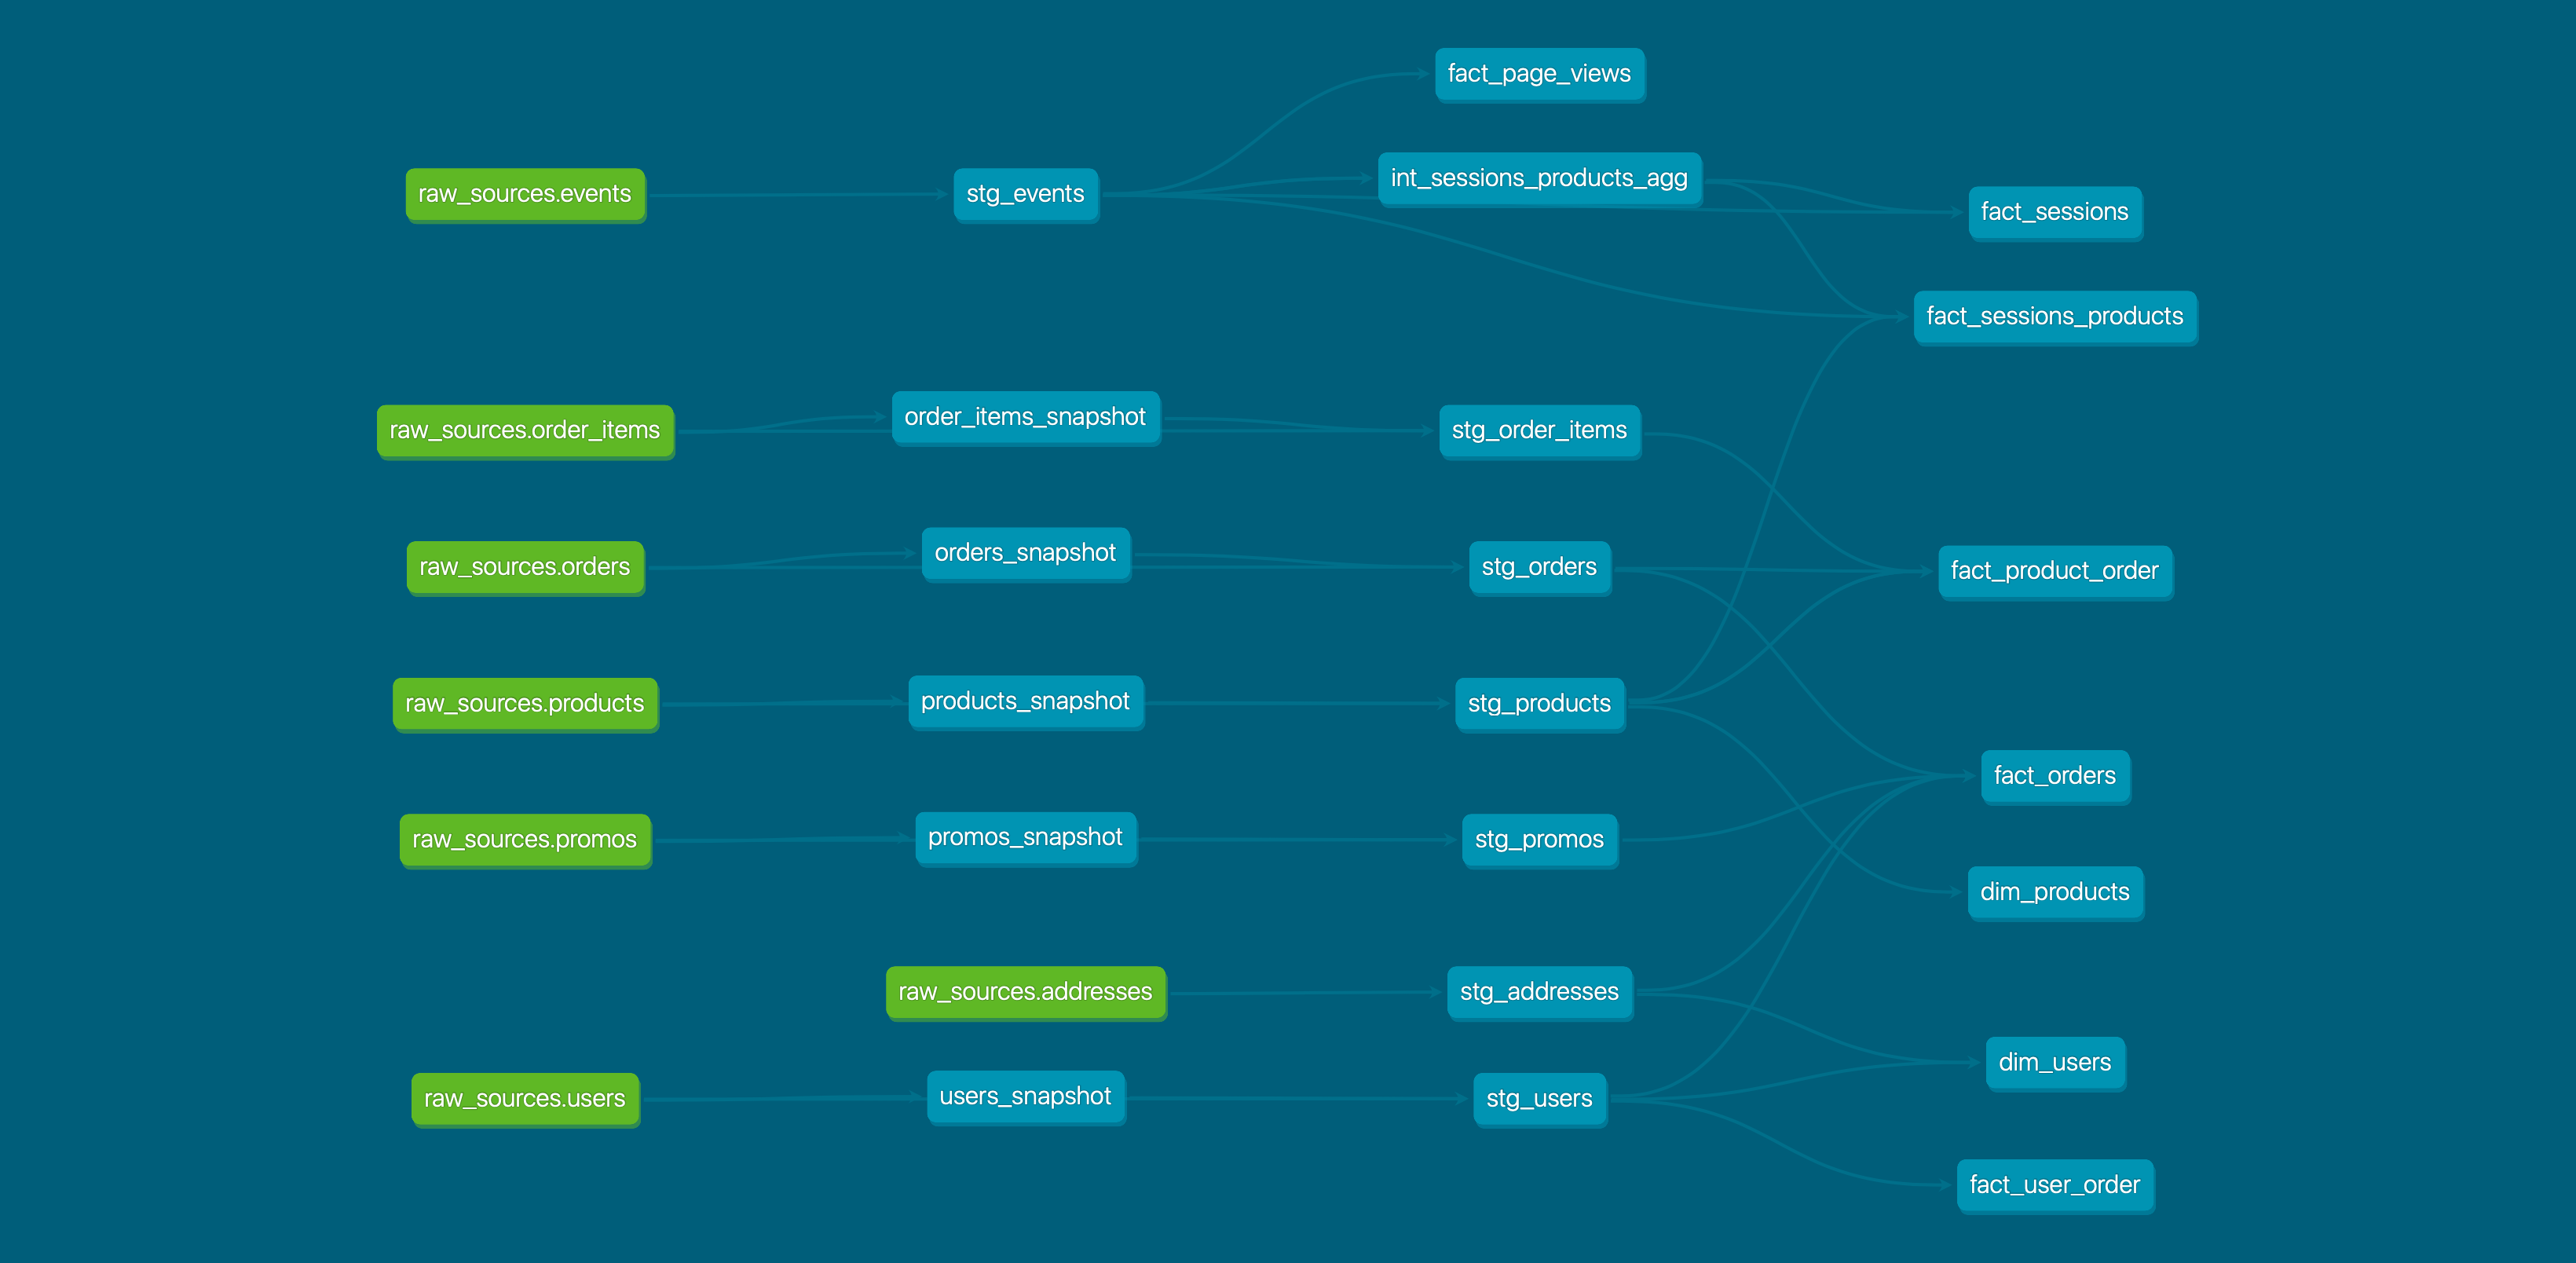 fact_page_views
raw_sources.events
stg_events
int_sessions_products_agg
fact_sessions
fact_sessions_products
raw_sources.order_items
order_items_snapshot
stg_order_items
raw_sources.orders
orders_snapshot
stg_orders
fact_product_order
raw_sources.products
products_snapshot
stg_products
fact_orders
raw_sources.promos
promos_snapshot
stg_promos
dim_products
raw_sources.addresses
stg_addresses
dim_users
raw_sources.users
users_snapshot
stg_users
fact_user_order